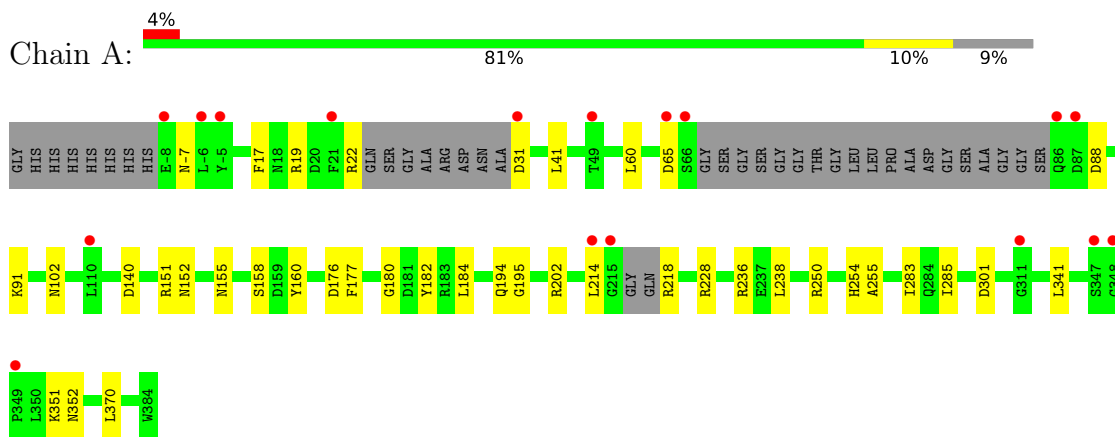 4%
Chain A:
81% 10% 9%
GLY HIS HIS HIS HIS HIS HIS E-8 N-7 L-6 Y-5 F17 N18 R19 D20 F21 R22 GLN SER GLY ALA ARG ASP ASN ALA D31 L41 T49 L60 D65 S66 GLY SER GLY SER GLY GLY THR GLY LEU LEU PRO ALA ASP GLY SER ALA GLY GLY SER Q86 D87 D88
K91 N102 L110 D140 R151 N152 N155 S158 D159 Y160 D176 F177 G180 D181 Y182 R183 L184 Q194 G195 R202 L214 G215 GLY GLN R218 R228 R236 E237 L238 R250 H254 A255 I283 Q284 I285 D301 G311 L341 S347 G348
P349 L350 K351 N352 L370 W384